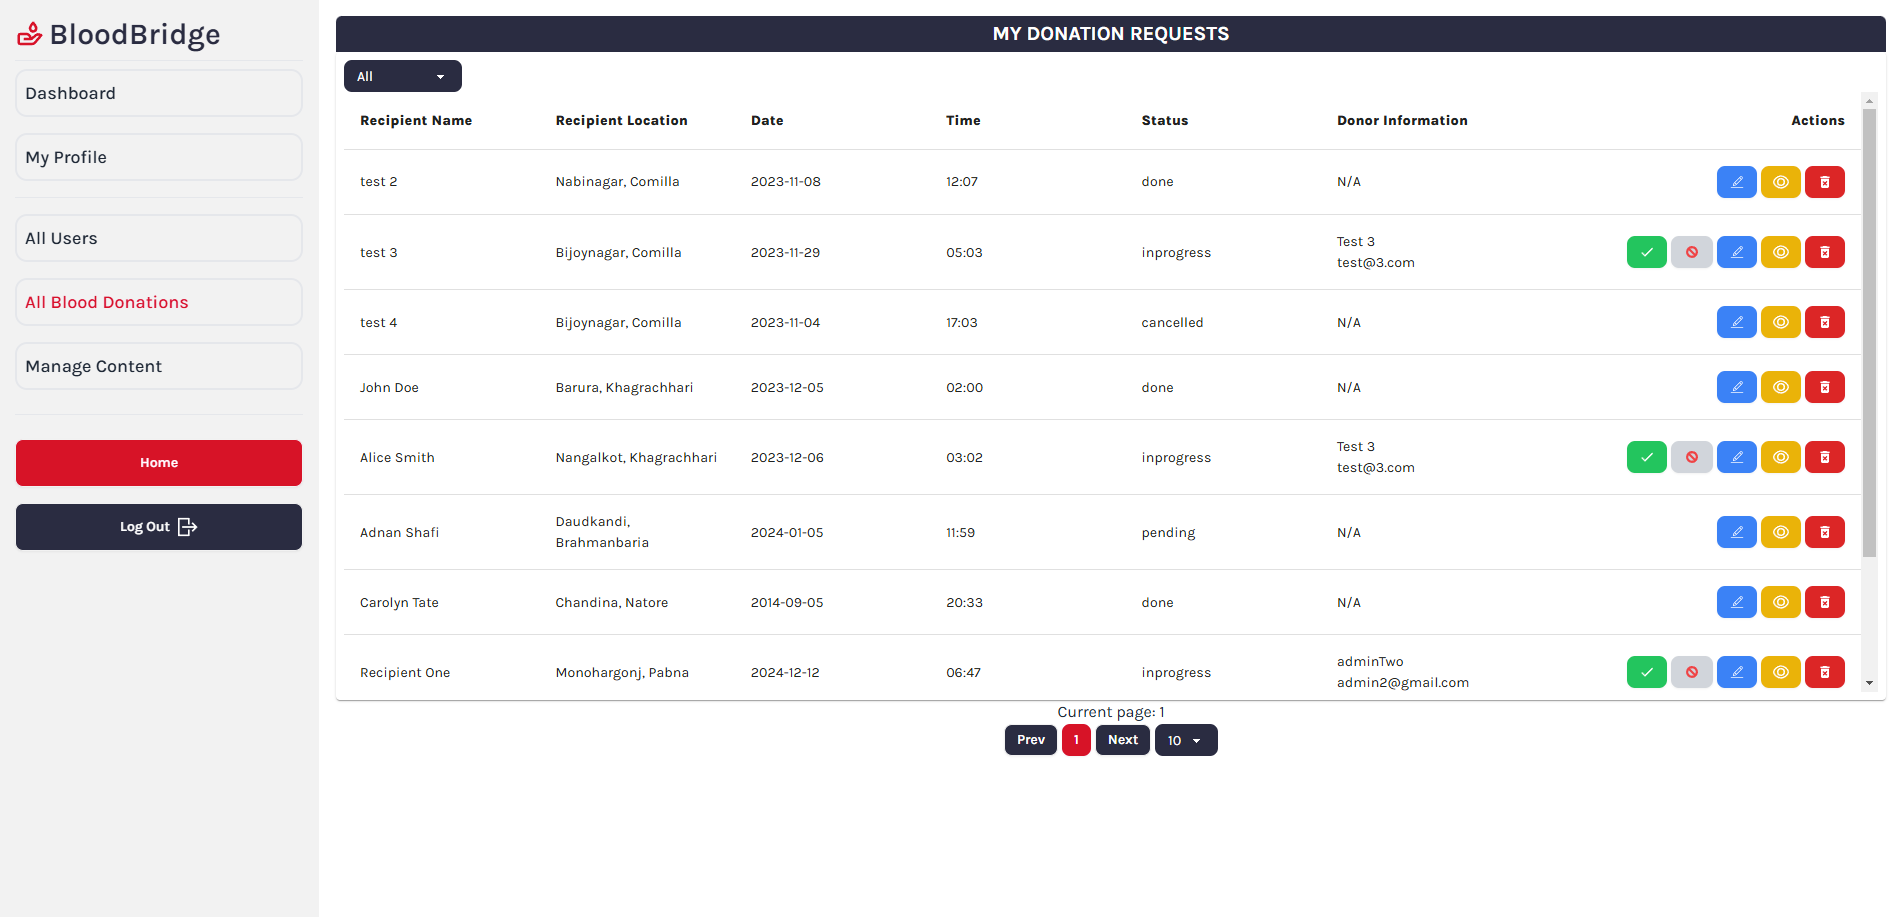 BloodBridge
Dashboard
My Profile
All Users
All Blood Donations
Manage Content
Home
Log Out
MY DONATION REQUESTS
All
Recipient Name Recipient Location Date Time Status Donor Information Actions
test 2 Nabinagar, Comilla 2023-11-08 12:07 done N/A
test 3 Bijoynagar, Comilla 2023-11-29 05:03 inprogress Test 3
test@3.com
test 4 Bijoynagar, Comilla 2023-11-04 17:03 cancelled N/A
John Doe Barura, Khagrachhari 2023-12-05 02:00 done N/A
Alice Smith Nangalkot, Khagrachhari 2023-12-06 03:02 inprogress Test 3
test@3.com
Adnan Shafi Daudkandi, 2024-01-05 11:59 pending N/A
Brahmanbaria
Carolyn Tate Chandina, Natore 2014-09-05 20:33 done N/A
Recipient One Monohargonj, Pabna 2024-12-12 06:47 inprogress adminTwo
admin2@gmail.com
Current page: 1
Prev 1 Next 10